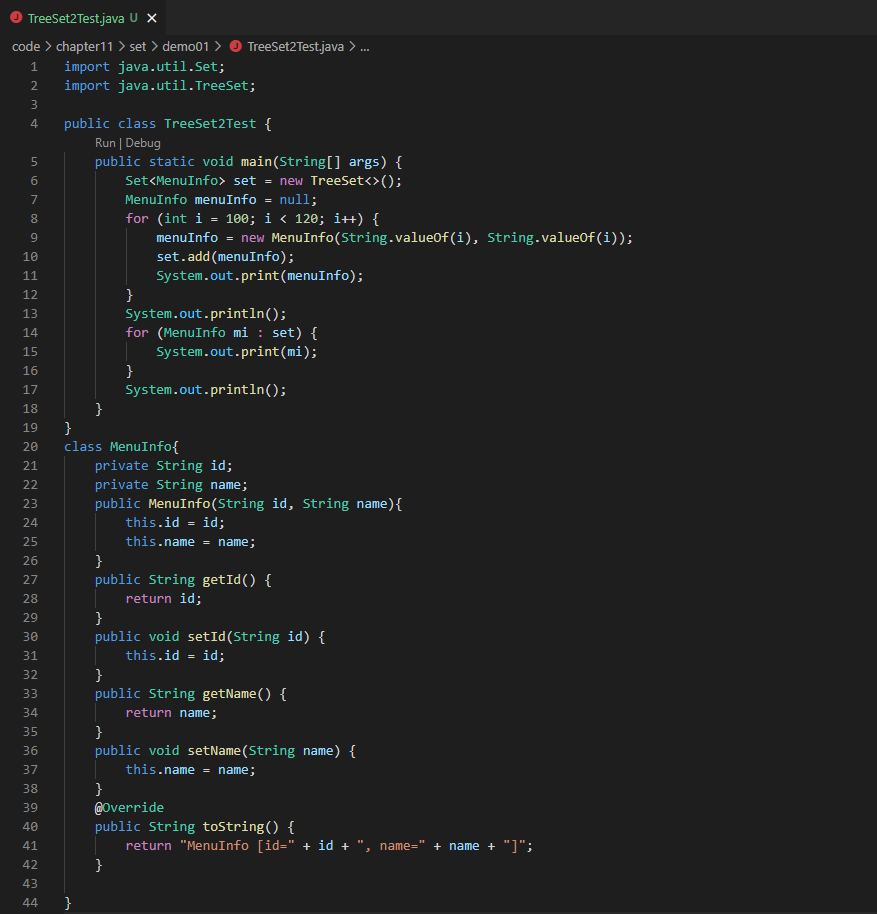 TreeSet2Test.java U
code > chapter11 > set > demo01 > TreeSet2Test.java > ...
1 import java.util.Set;
2 import java.util.TreeSet;
3
4 public class TreeSet2Test {
Run | Debug
5     public static void main(String[] args) {
6         Set<MenuInfo> set = new TreeSet<>();
7         MenuInfo menuInfo = null;
8         for (int i = 100; i < 120; i++) {
9             menuInfo = new MenuInfo(String.valueOf(i), String.valueOf(i));
10             set.add(menuInfo);
11             System.out.print(menuInfo);
12         }
13         System.out.println();
14         for (MenuInfo mi : set) {
15             System.out.print(mi);
16         }
17         System.out.println();
18     }
19 }
20 class MenuInfo{
21     private String id;
22     private String name;
23     public MenuInfo(String id, String name){
24         this.id = id;
25         this.name = name;
26     }
27     public String getId() {
28         return id;
29     }
30     public void setId(String id) {
31         this.id = id;
32     }
33     public String getName() {
34         return name;
35     }
36     public void setName(String name) {
37         this.name = name;
38     }
39     @Override
40     public String toString() {
41         return "MenuInfo [id=" + id + ", name=" + name + "]";
42     }
43
44 }